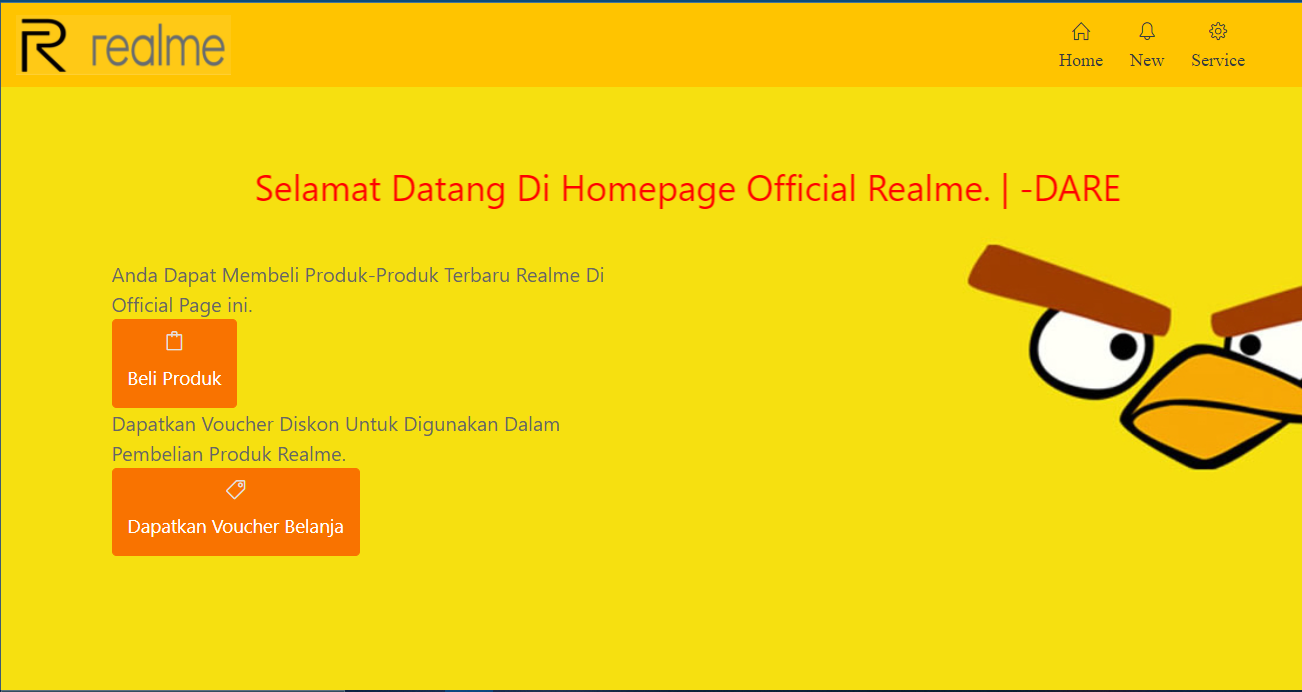 realme
Home New Service
Selamat Datang Di Homepage Official Realme. | -DARE
Anda Dapat Membeli Produk-Produk Terbaru Realme Di
Official Page ini.
Beli Produk
Dapatkan Voucher Diskon Untuk Digunakan Dalam
Pembelian Produk Realme.
Dapatkan Voucher Belanja